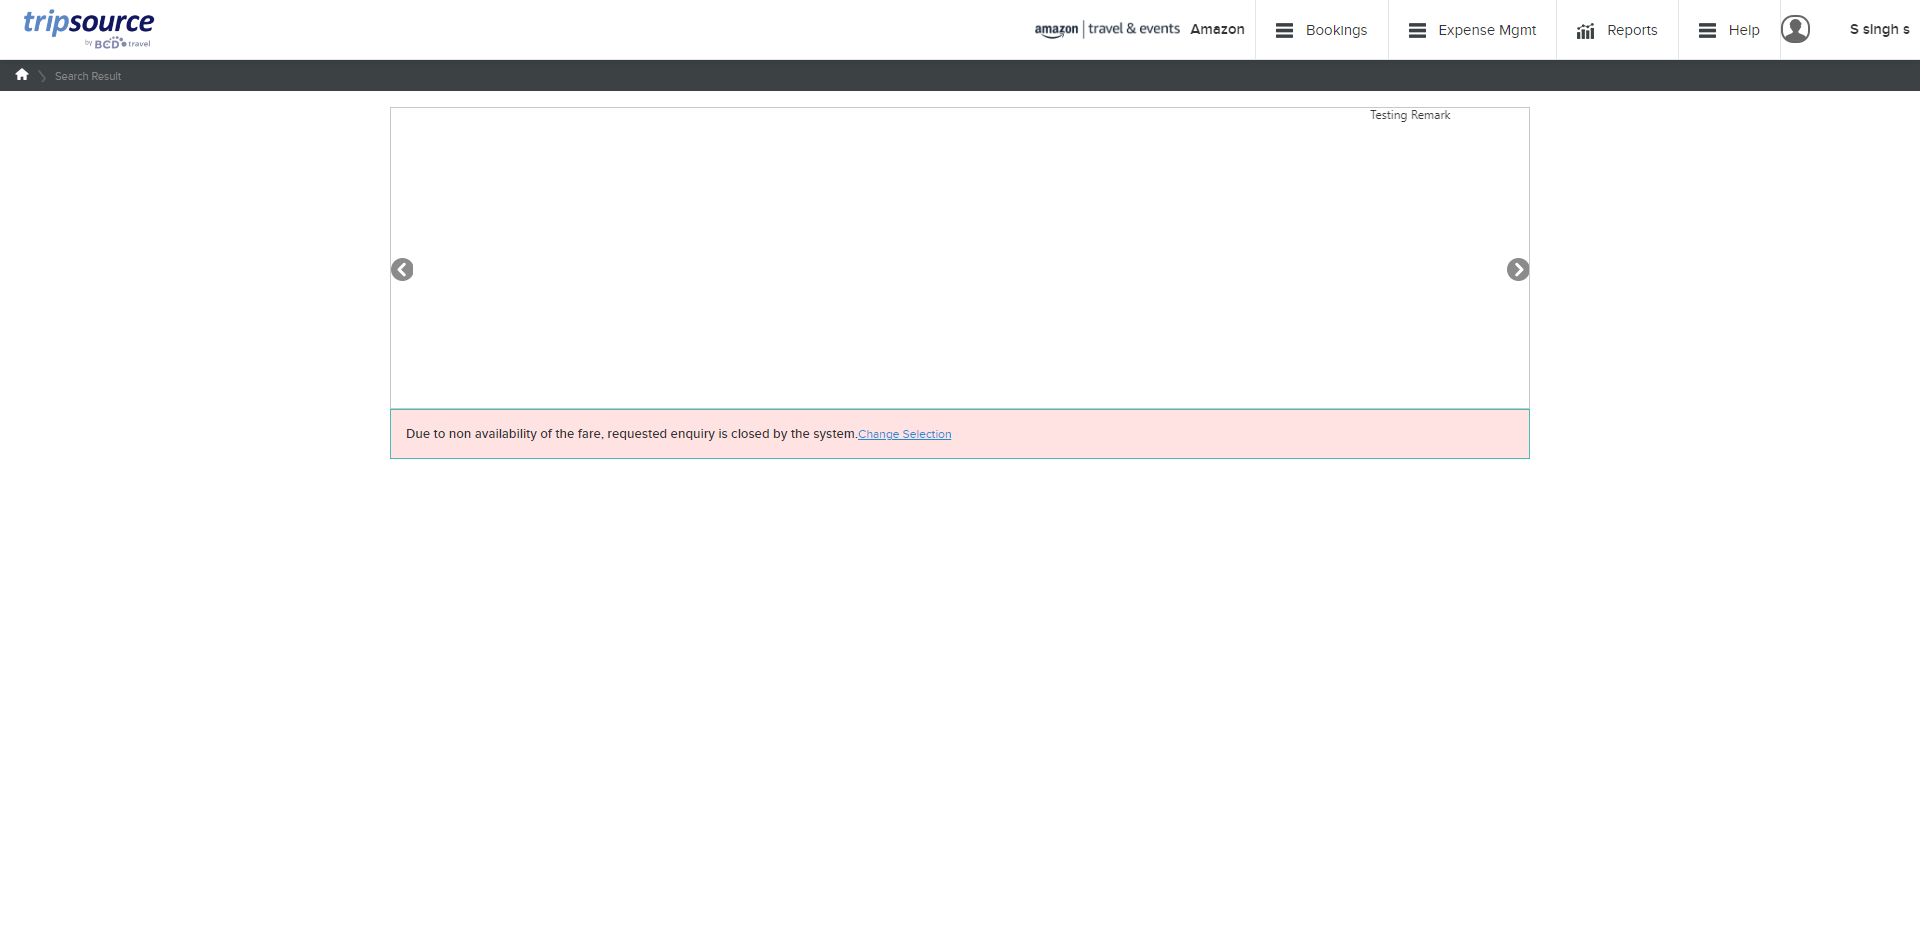 tripsource
by BCD travel
amazon | travel & events Amazon
Bookings
Expense Mgmt
Reports
Help
S singh s
Search Result
Testing Remark
Due to non availability of the fare, requested enquiry is closed by the system.Change Selection